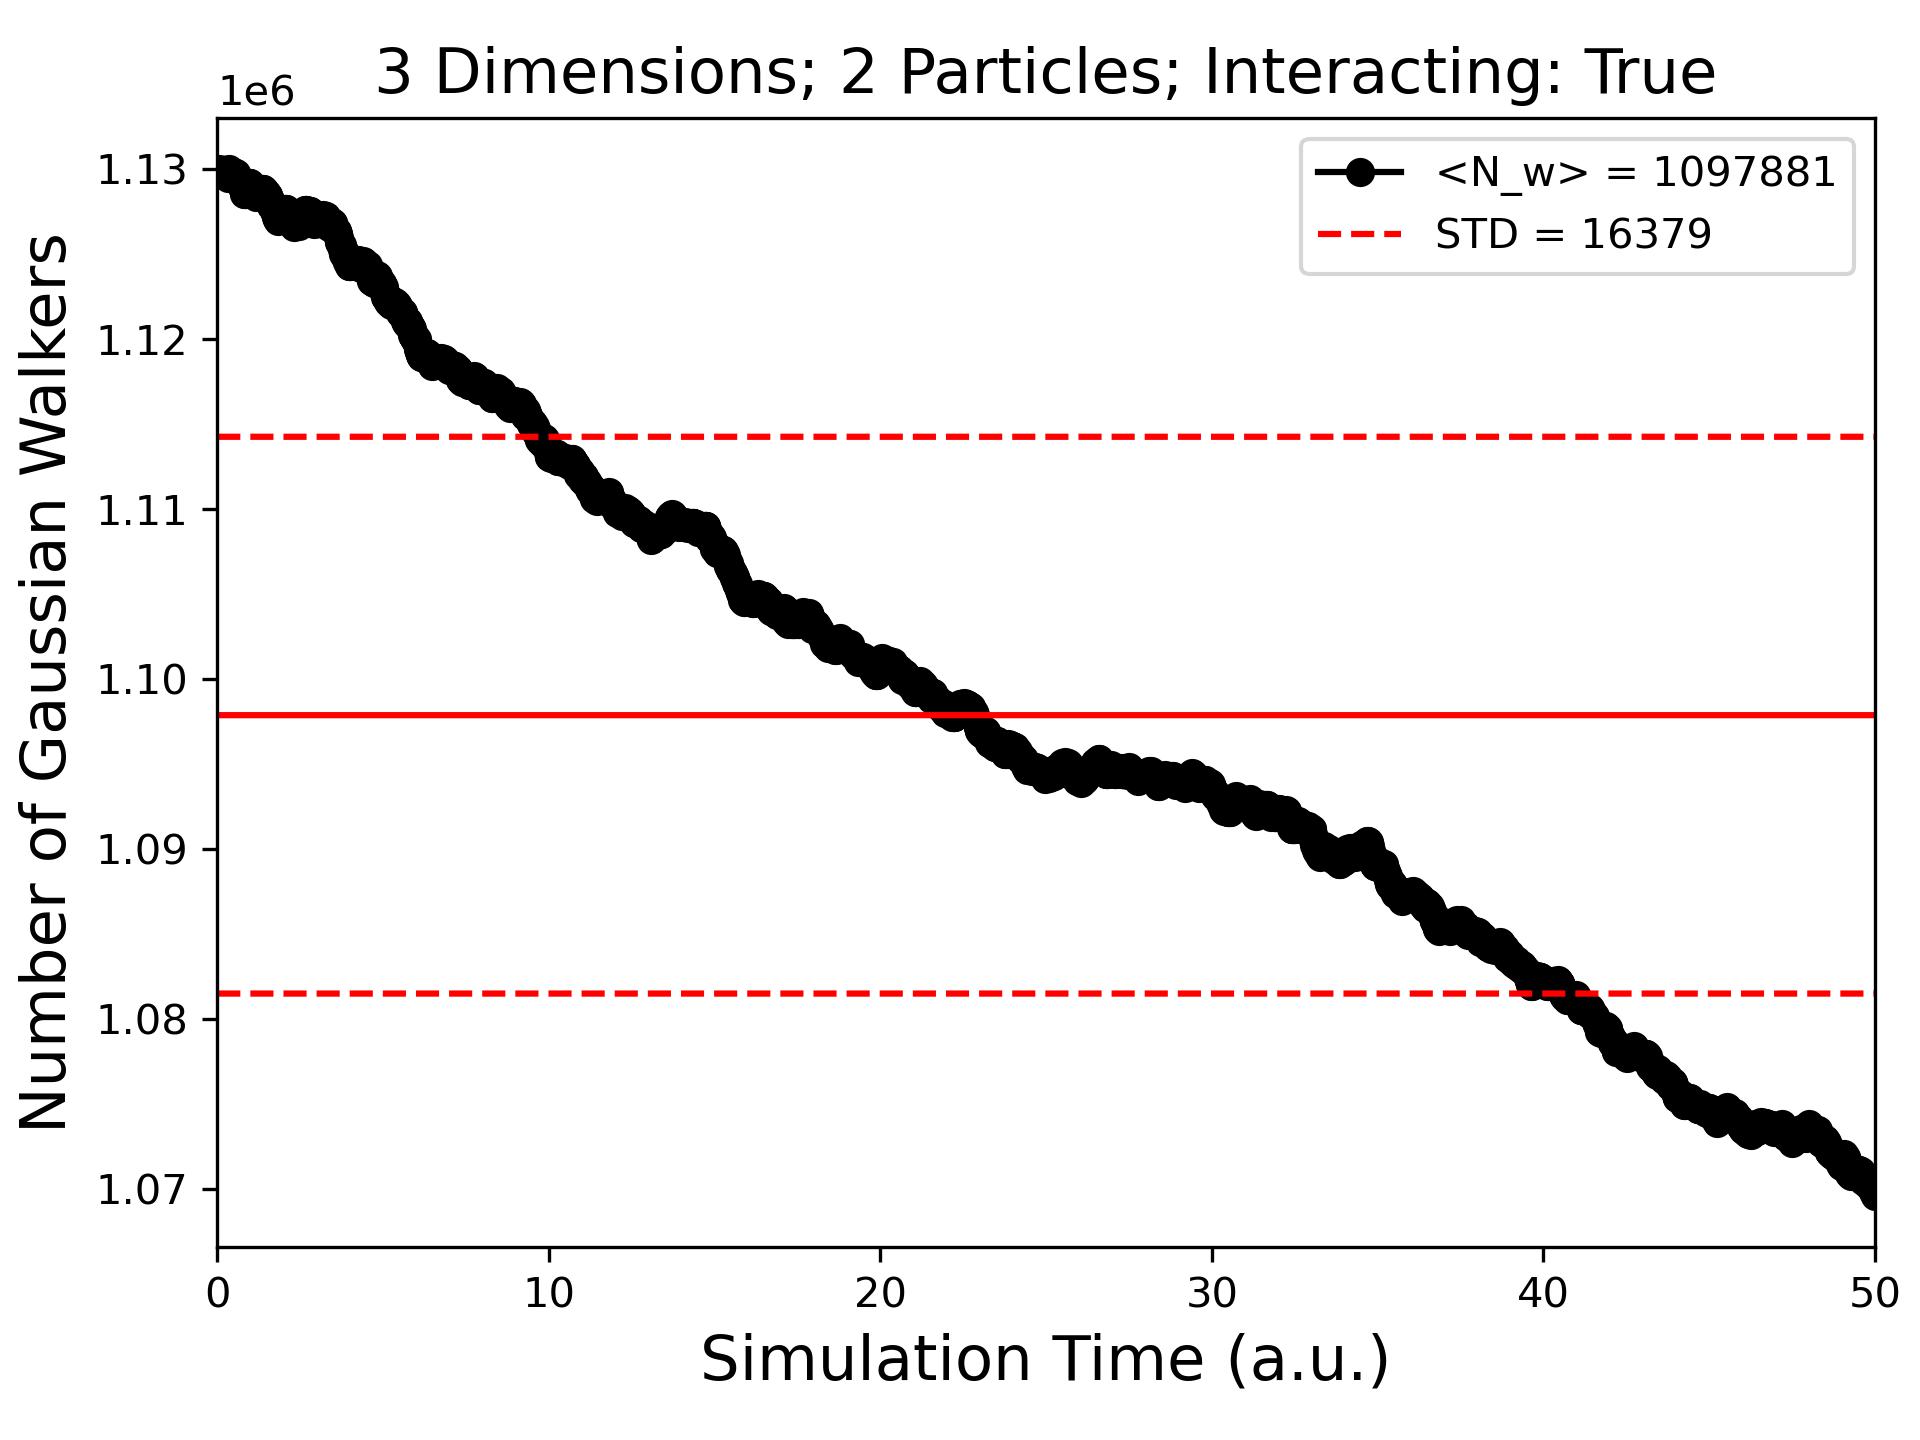 3 Dimensions; 2 Particles; Interacting: True
1e6
<N_w> = 1097881
STD = 16379
Number of Gaussian Walkers
1.13
1.12
1.11
1.10
1.09
1.08
1.07
0 10 20 30 40 50
Simulation Time (a.u.)